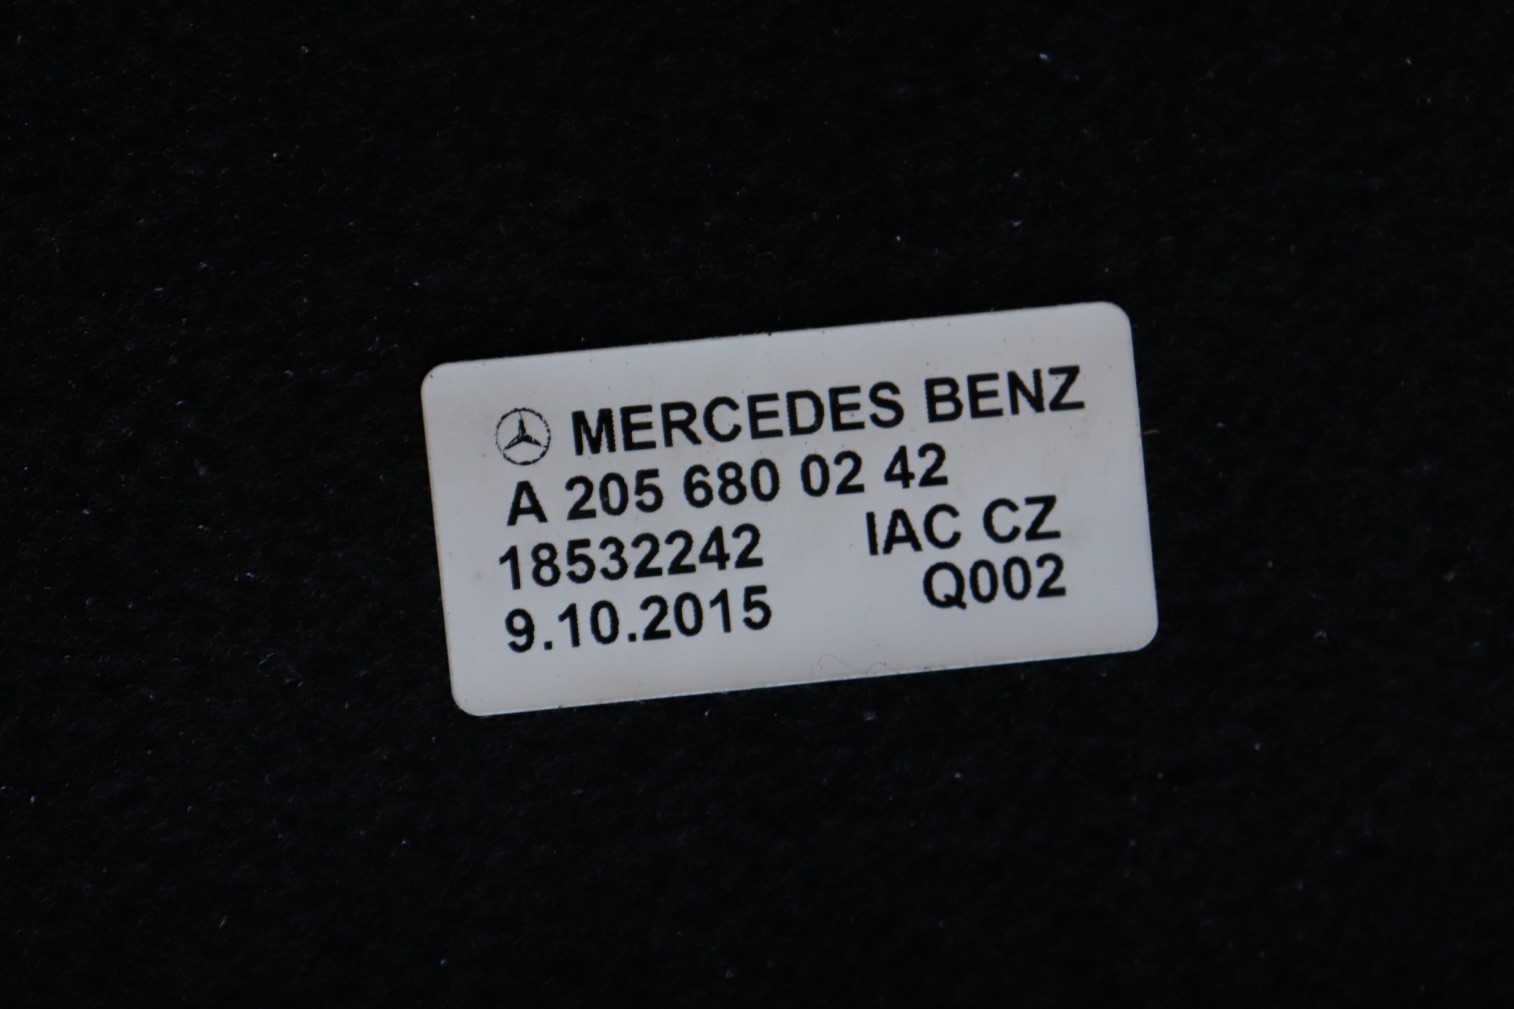 MERCEDES BENZ
A 205 680 02 42
18532242 IAC CZ
9.10.2015 Q002